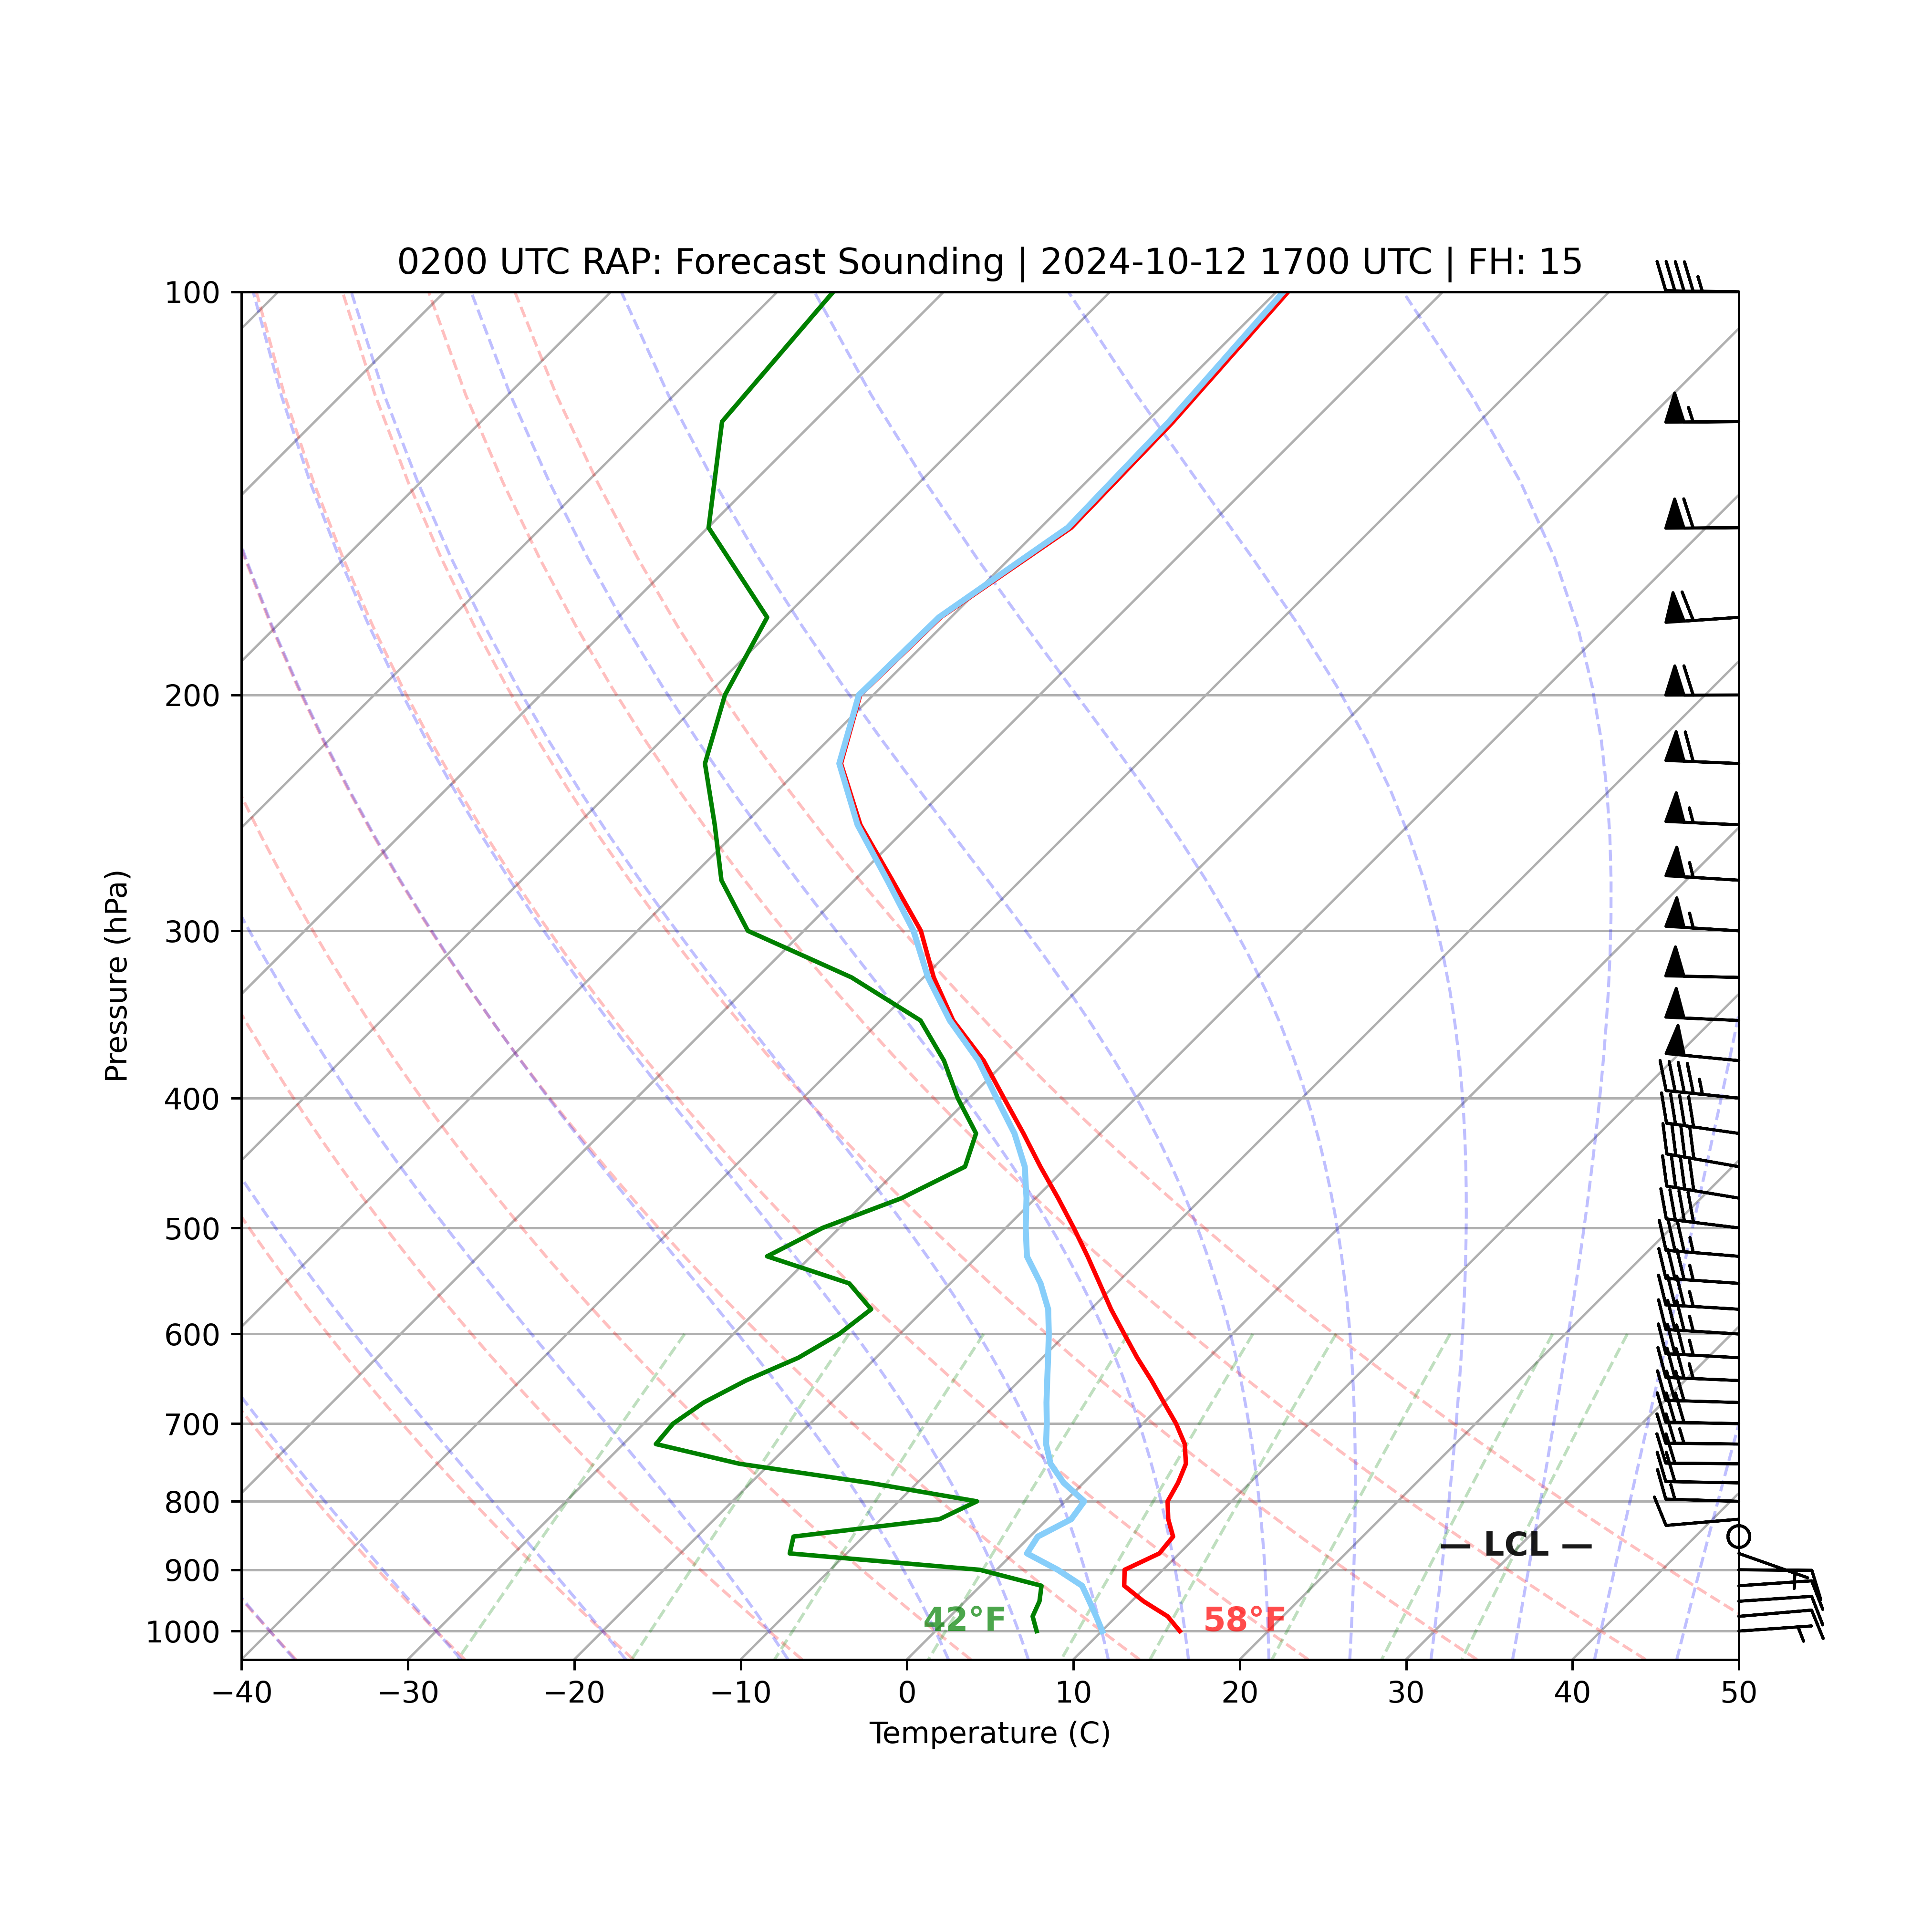 0200 UTC RAP: Forecast Sounding | 2024-10-12 1700 UTC | FH: 15
100
200
300
400
500
600
700
800
900
1000
Pressure (hPa)
— LCL —
42°F
58°F
−40 −30 −20 −10 0 10 20 30 40 50
Temperature (C)